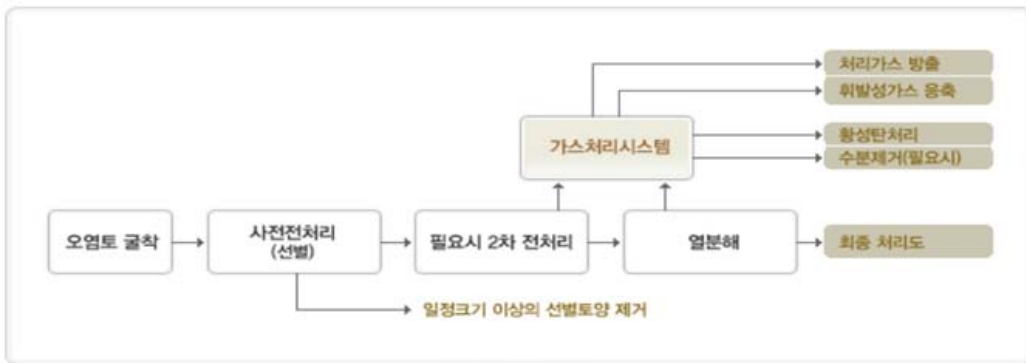 처리가스 방출
휘발성가스 응축
가스처리시스템
황성탄처리
수분제거(필요시)
오염토 굴착
사전전처리
(선별)
필요시 2차 전처리
열분해
최종 처리도
일정크기 이상의 선별토양 제거